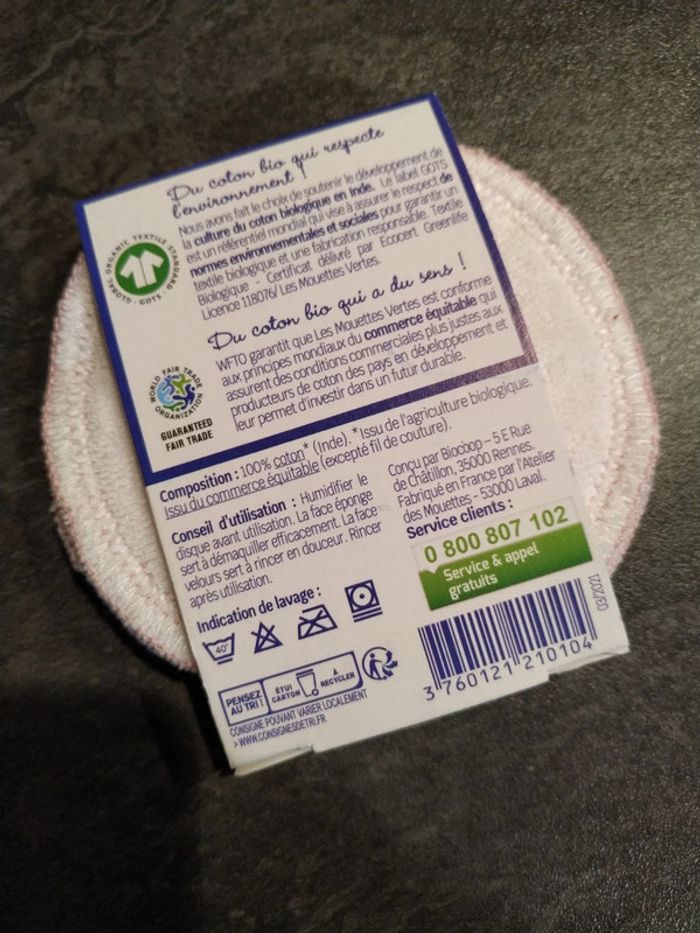 Du coton bio qui respecte
l'environnement !
Nous avons fait le choix de soutenir le développement de
la culture du coton biologique en Inde. Le label GOTS
est un référentiel mondial qui vise à assurer le respect de
normes environnementales et sociales pour garantir un
textile biologique et une fabrication responsable. Textile
Biologique - Certificat délivré par Ecocert Greenlife
Licence 118076/ Les Mouettes Vertes.
GLOBAL ORGANIC TEXTILE STANDARD · GOTS ·
Du coton bio qui a du sens !
WFTO garantit que Les Mouettes Vertes est conforme
aux principes mondiaux du commerce équitable qui
assurent des conditions commerciales plus justes aux
producteurs de coton des pays en développement et
leur permet d'investir dans un futur durable.
WORLD FAIR TRADE
ORGANIZATION
GUARANTEED
FAIR TRADE
Composition : 100% coton* (Inde). *Issu de l'agriculture biologique.
Issu du commerce équitable (excepté fil de couture).
Conseil d'utilisation : Humidifier le
disque avant utilisation. La face éponge
sert à démaquiller efficacement. La face
velours sert à rincer en douceur. Rincer
après utilisation.
Indication de lavage :
40°
Conçu par Biocoop – 5 E Rue
de Châtillon, 35000 Rennes.
Fabriqué en France par l'Atelier
des Mouettes - 53000 Laval.
Service clients :
0 800 807 102
Service & appel
gratuits
PENSEZ
AU TRI !
ÉTUI
CARTON
À
RECYCLER
CONSIGNE POUVANT VARIER LOCALEMENT
> WWW.CONSIGNESDETRI.FR
3 760121 210104
03/2021